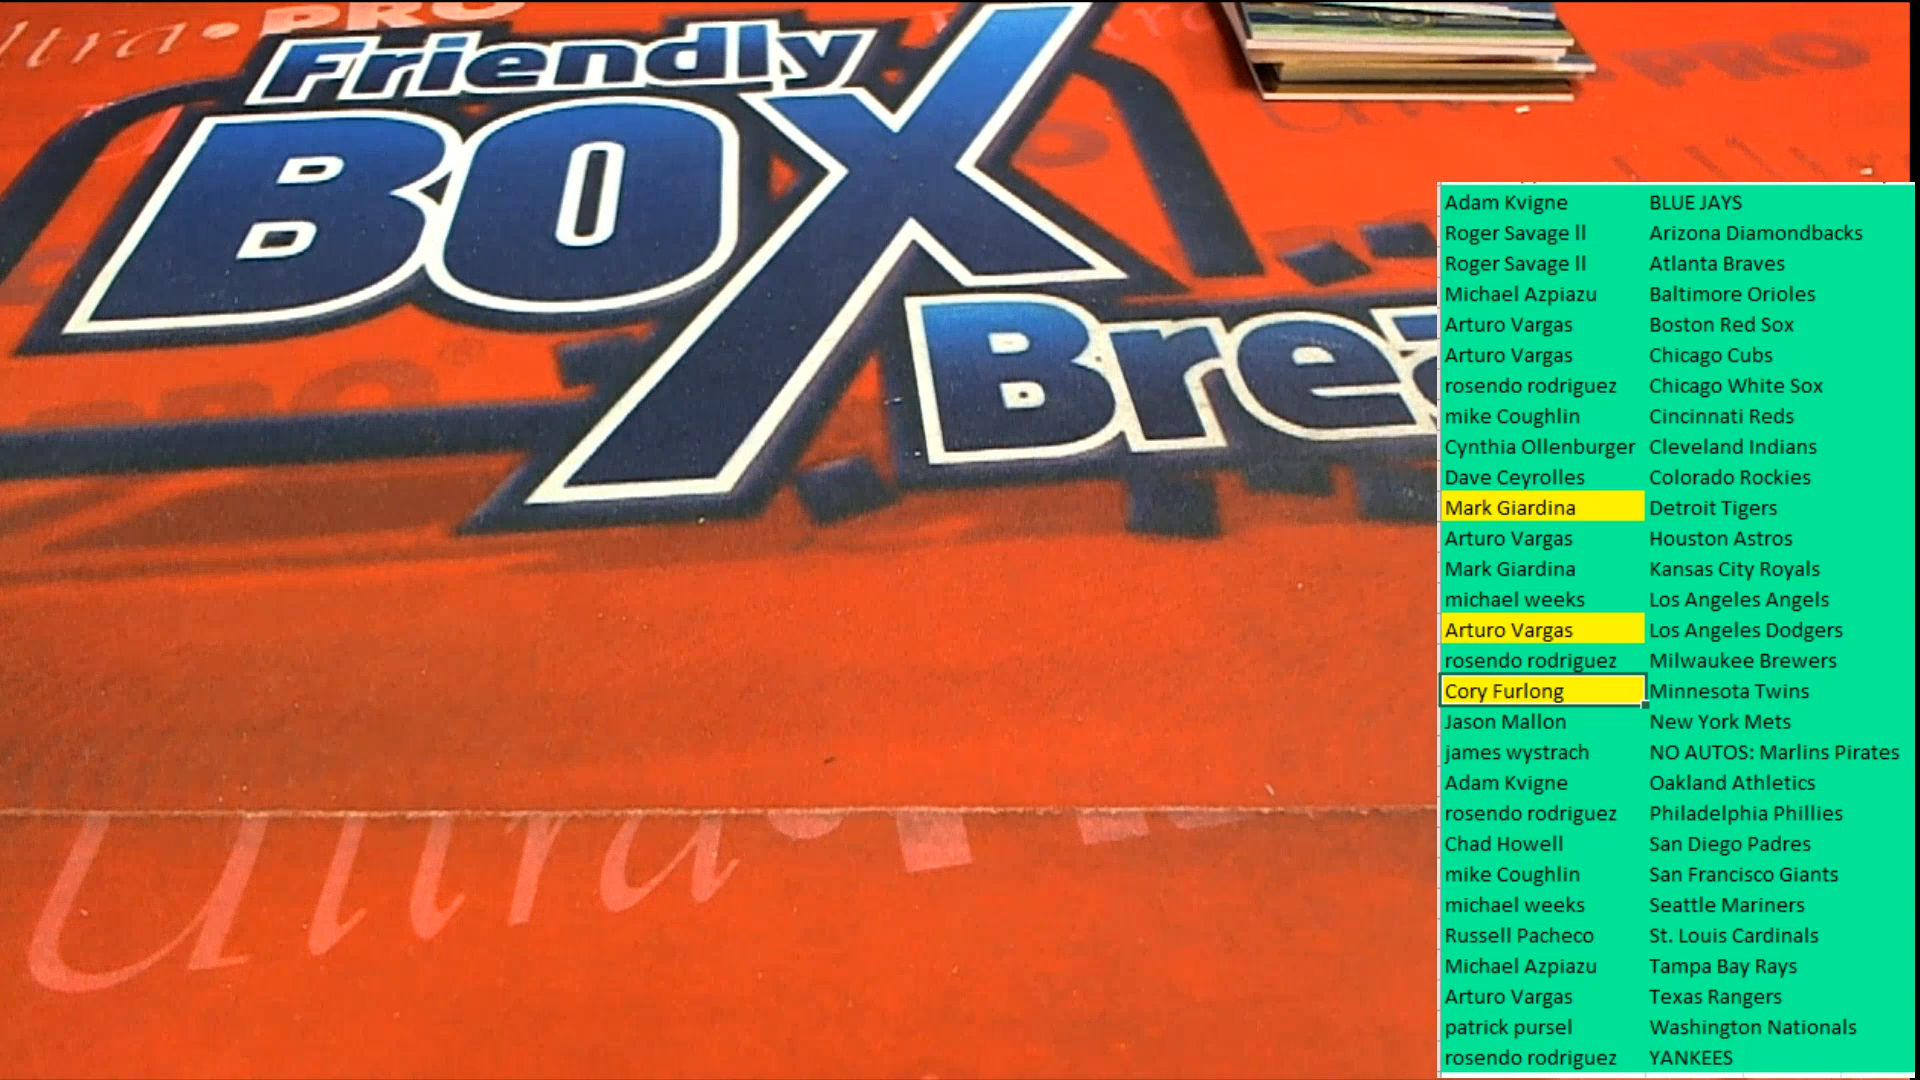 ultra•PRO
Friendly
BOX
Brea
PRO
Ultra
Adam Kvigne BLUE JAYS
Roger Savage ll Arizona Diamondbacks
Roger Savage ll Atlanta Braves
Michael Azpiazu Baltimore Orioles
Arturo Vargas Boston Red Sox
Arturo Vargas Chicago Cubs
rosendo rodriguez Chicago White Sox
mike Coughlin Cincinnati Reds
Cynthia Ollenburger Cleveland Indians
Dave Ceyrolles Colorado Rockies
Mark Giardina Detroit Tigers
Arturo Vargas Houston Astros
Mark Giardina Kansas City Royals
michael weeks Los Angeles Angels
Arturo Vargas Los Angeles Dodgers
rosendo rodriguez Milwaukee Brewers
Cory Furlong Minnesota Twins
Jason Mallon New York Mets
james wystrach NO AUTOS: Marlins Pirates
Adam Kvigne Oakland Athletics
rosendo rodriguez Philadelphia Phillies
Chad Howell San Diego Padres
mike Coughlin San Francisco Giants
michael weeks Seattle Mariners
Russell Pacheco St. Louis Cardinals
Michael Azpiazu Tampa Bay Rays
Arturo Vargas Texas Rangers
patrick pursel Washington Nationals
rosendo rodriguez YANKEES